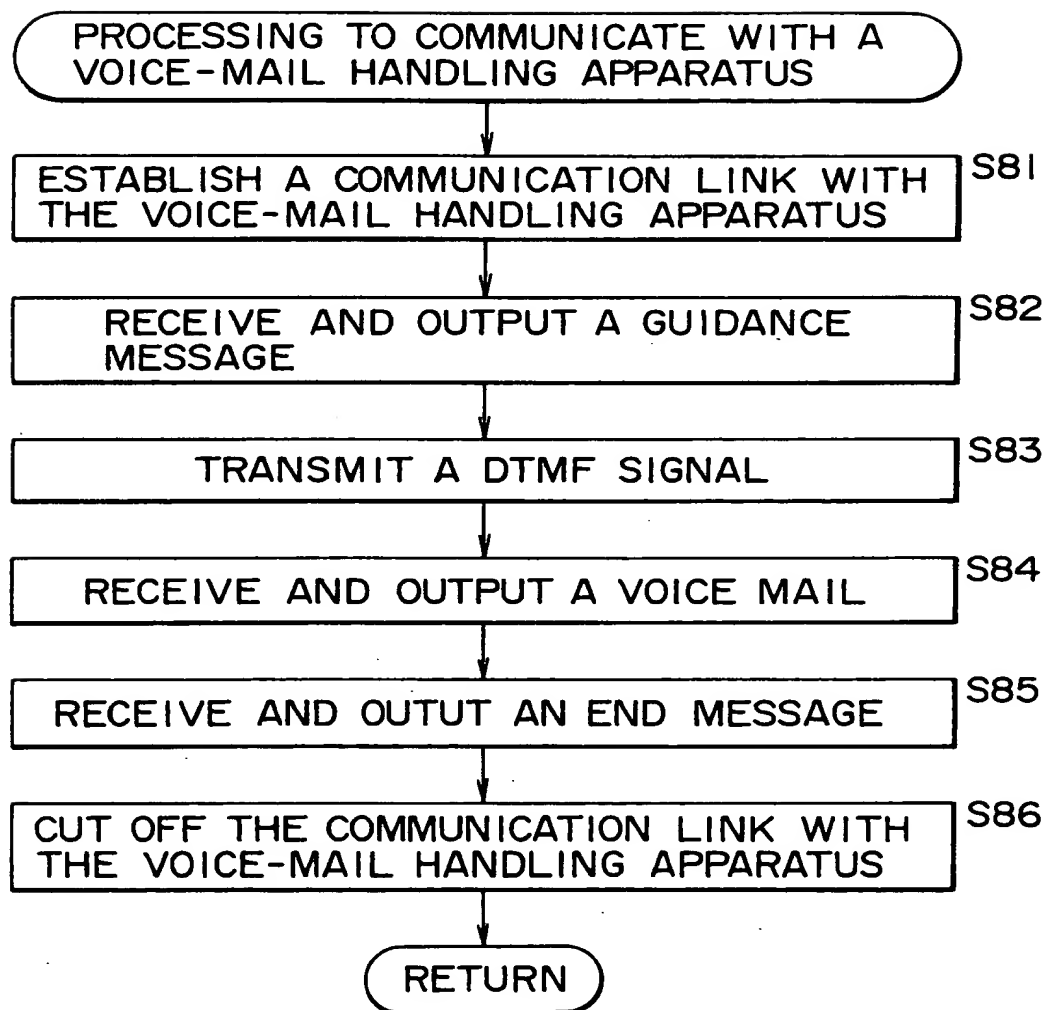 PROCESSING TO COMMUNICATE WITH A
VOICE-MAIL HANDLING APPARATUS
S81
ESTABLISH A COMMUNICATION LINK WITH
THE VOICE-MAIL HANDLING APPARATUS
S82
RECEIVE AND OUTPUT A GUIDANCE
MESSAGE
S83
TRANSMIT A DTMF SIGNAL
S84
RECEIVE AND OUTPUT A VOICE MAIL
S85
RECEIVE AND OUTUT AN END MESSAGE
S86
CUT OFF THE COMMUNICATION LINK WITH
THE VOICE-MAIL HANDLING APPARATUS
RETURN